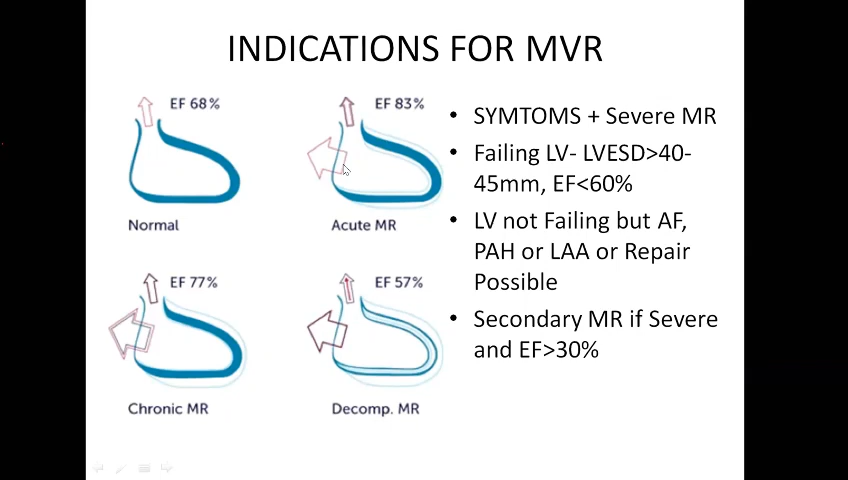 INDICATIONS FOR MVR
EF 68%
Normal
EF 83%
Acute MR
EF 77%
Chronic MR
EF 57%
Decomp. MR
• SYMTOMS + Severe MR
• Failing LV- LVESD>40-
45mm, EF<60%
• LV not Failing but AF,
PAH or LAA or Repair
Possible
• Secondary MR if Severe
and EF>30%